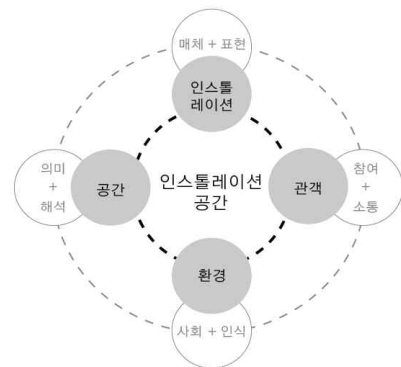 매체 + 표현
인스톨
레이션
의미
+
해석
공간
인스톨레이션
공간
관객
참여
+
소통
환경
사회 + 인식